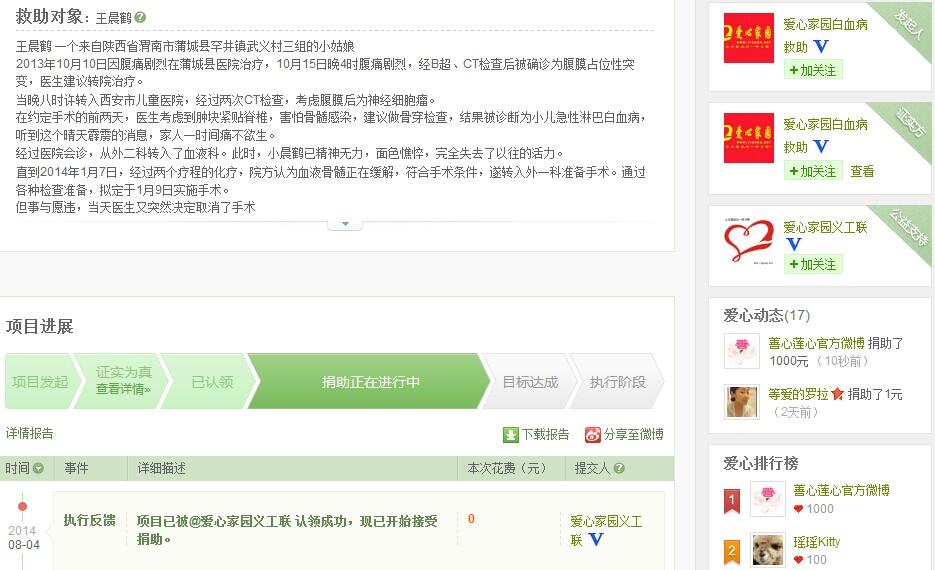 救助对象：王晨鹤
王晨鹤 一个来自陕西省渭南市蒲城县罕井镇武义村三组的小姑娘
2013年10月10日因腹痛剧烈在蒲城县医院治疗，10月15日晚4时腹痛剧烈，经B超、CT检查后被确诊为腹膜占位性突
变，医生建议转院治疗。
当晚八时许转入西安市儿童医院，经过两次CT检查，考虑腹膜后为神经细胞瘤。
在约定手术的前两天，医生考虑到肿块紧贴脊椎，害怕骨髓感染，建议做骨穿检查，结果被诊断为小儿急性淋巴白血病，
听到这个晴天霹雳的消息，家人一时间痛不欲生。
经过医院会诊，从外二科转入了血液科。此时，小晨鹤已精神无力，面色憔悴，完全失去了以往的活力。
直到2014年1月7日，经过两个疗程的化疗，院方认为血液骨髓正在缓解，符合手术条件，遂转入外一科准备手术。通过
各种检查准备，拟定于1月9日实施手术。
但事与愿违，当天医生又突然决定取消了手术
项目进展
项目发起
证实为真
查看详情»
已认领
捐助正在进行中
目标达成
执行阶段
详情报告
下载报告
分享至微博
时间 事件 详细描述 本次花费（元） 提交人
2014
08-04
执行反馈
项目已被@爱心家园义工联 认领成功，现已开始接受
捐助。
0
爱心家园义工
联 V
爱心家园
爱心家园白血病
救助 V
+加关注
发起人
爱心家园
爱心家园白血病
救助 V
+加关注 查看
证实方
爱心家园义工联
V
+加关注
公益支持
爱心动态(17)
善心莲心官方微博 捐助了
1000元 （10秒前）
等爱的罗拉 捐助了1元
（2天前）
爱心排行榜
1
善心莲心官方微博
1000
2
瑶瑶Kitty
100